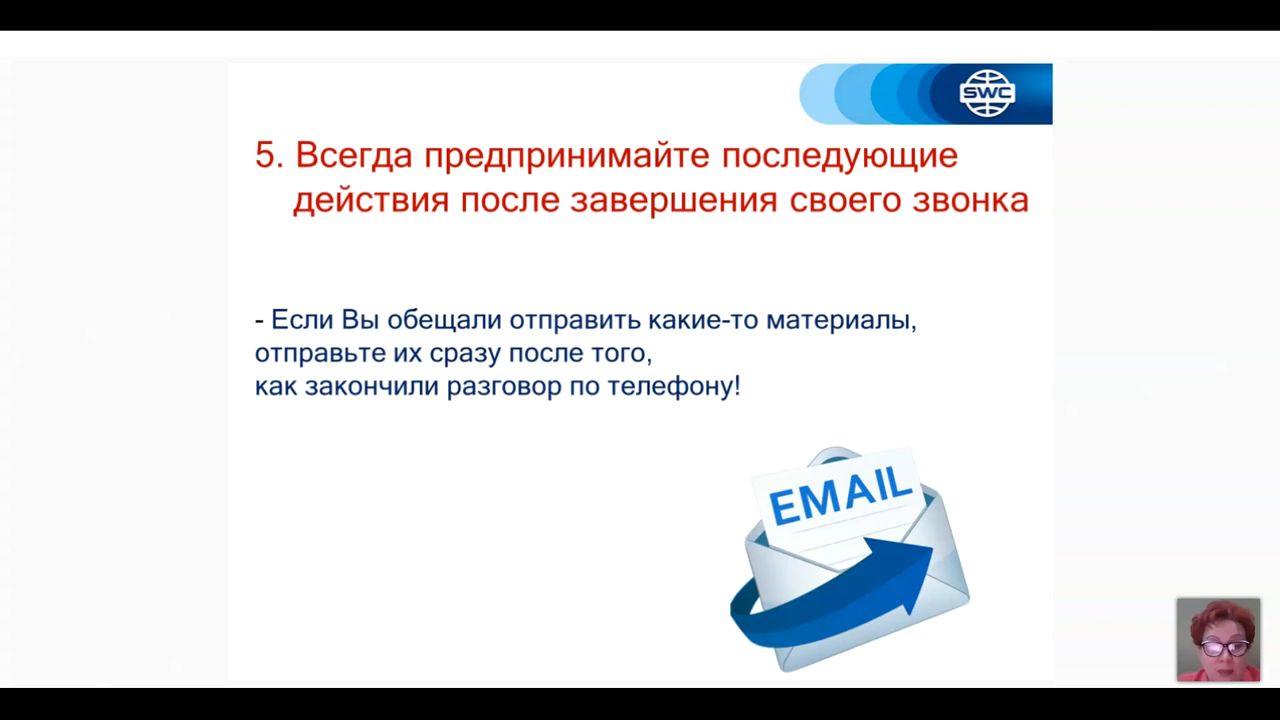 SWC
5. Всегда предпринимайте последующие
действия после завершения своего звонка
- Если Вы обещали отправить какие-то материалы,
отправьте их сразу после того,
как закончили разговор по телефону!
EMAIL